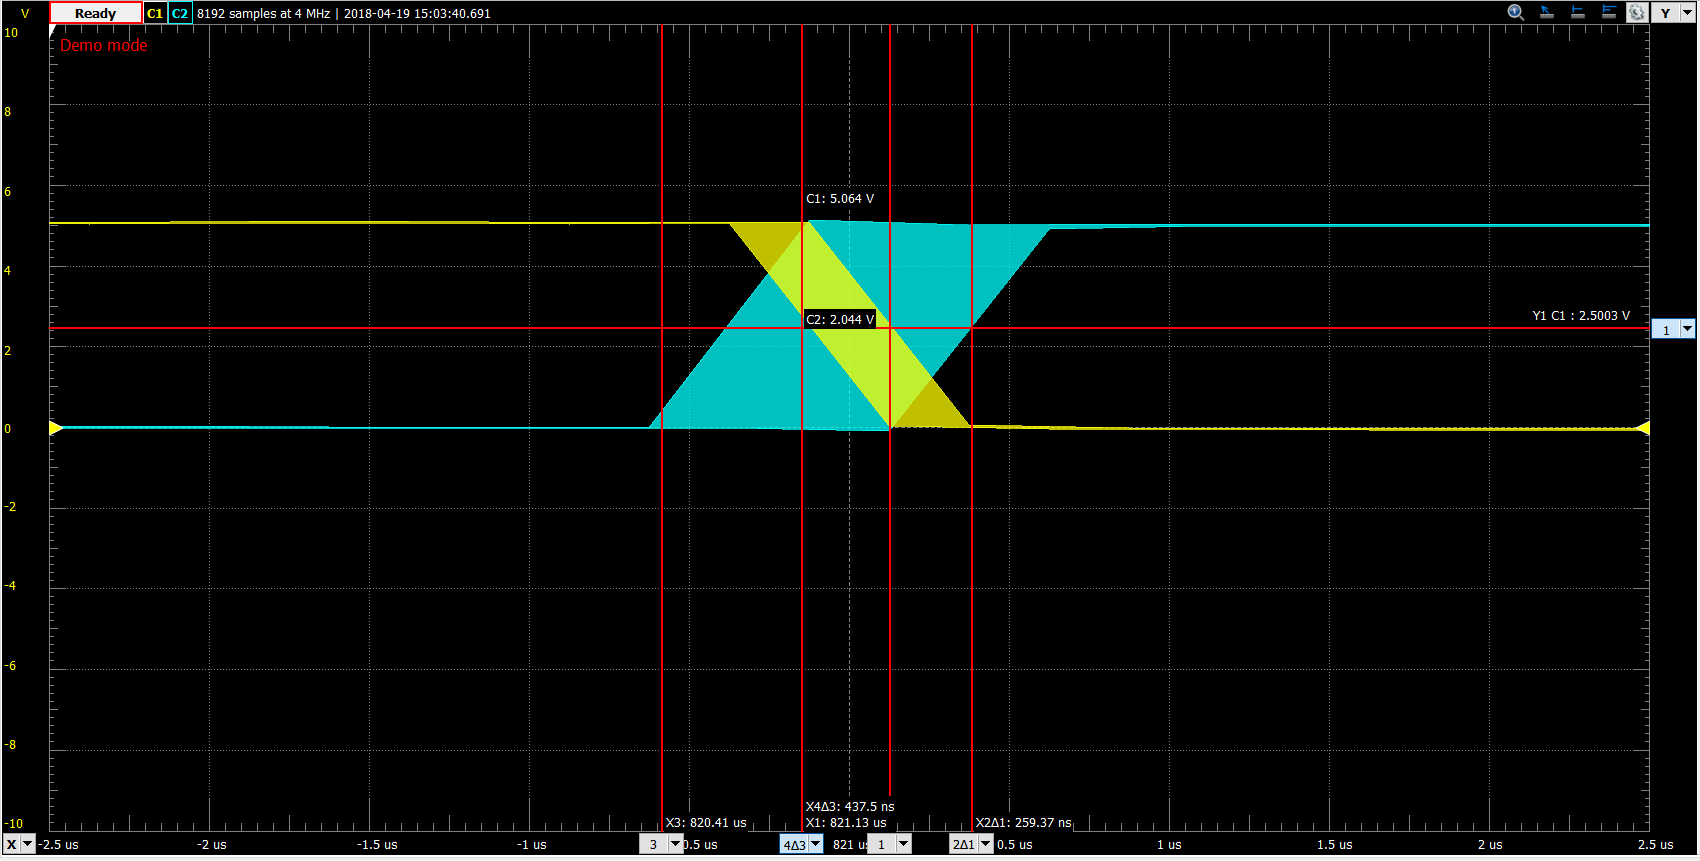 V Ready C1 C2 8192 samples at 4 MHz | 2018-04-19 15:03:40.691 Y
10
Demo mode
8
6
C1: 5.064 V
4
C2: 2.044 V
Y1 C1 : 2.5003 V
1
2
0
-2
-4
-6
-8
X4Δ3: 437.5 ns
-10
X3: 820.41 us X1: 821.13 us X2Δ1: 259.37 ns
X -2.5 us -2 us -1.5 us -1 us 3 0.5 us 4Δ3 821 us 1 2Δ1 0.5 us 1 us 1.5 us 2 us 2.5 us